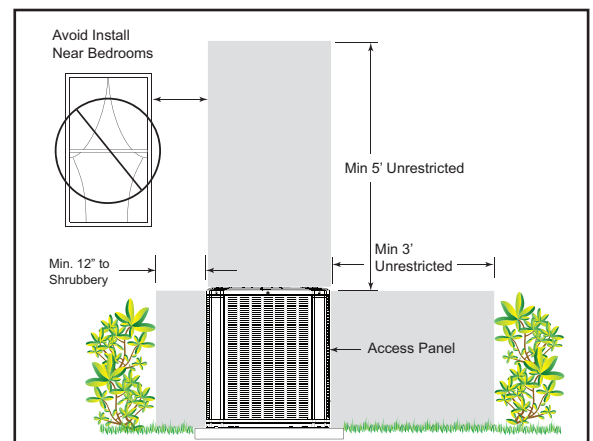 Avoid Install
Near Bedrooms
Min 5’ Unrestricted
Min 3’
Unrestricted
Min. 12” to
Shrubbery
Access Panel